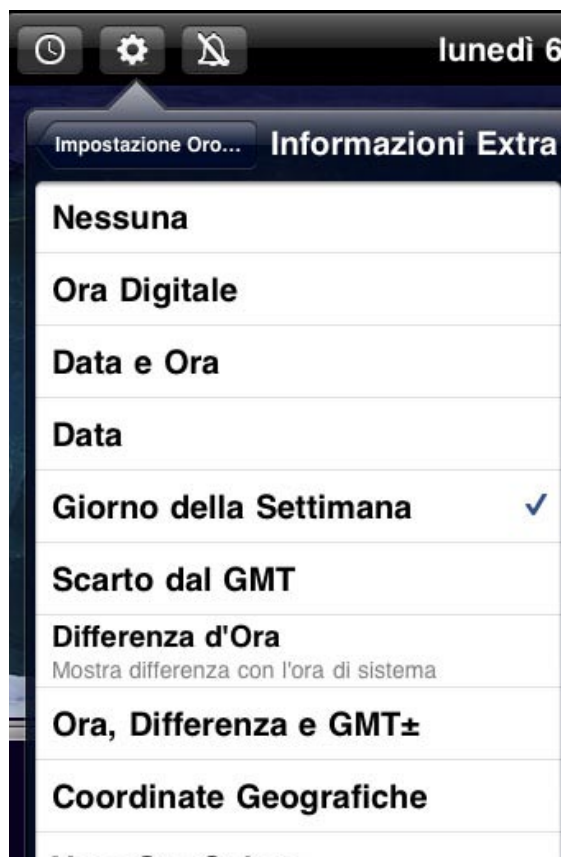 lunedì 6
Impostazione Oro...
Informazioni Extra
Nessuna
Ora Digitale
Data e Ora
Data
Giorno della Settimana
Scarto dal GMT
Differenza d'Ora
Mostra differenza con l'ora di sistema
Ora, Differenza e GMT±
Coordinate Geografiche